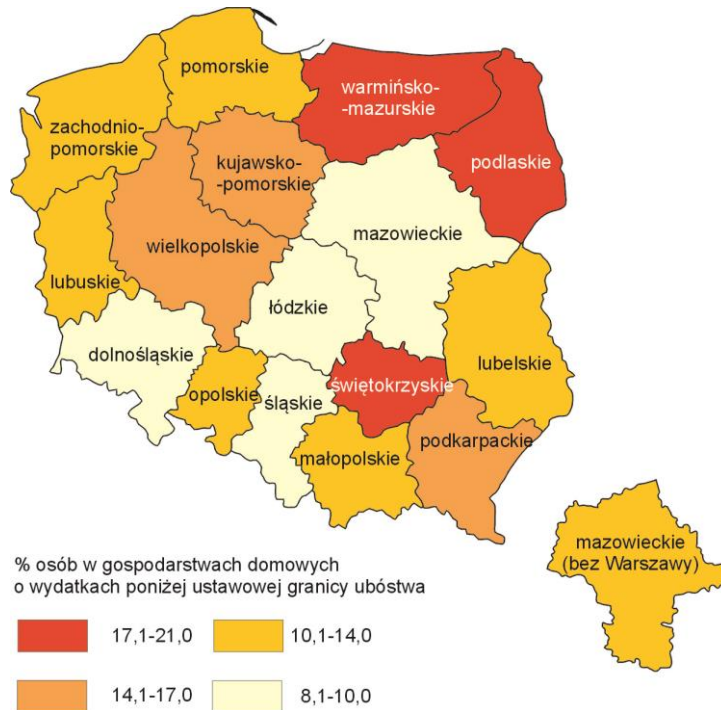 pomorskie
warmińsko-
-mazurskie
zachodnio-
pomorskie
podlaskie
kujawsko-
-pomorskie
mazowieckie
wielkopolskie
lubuskie
łódzkie
dolnośląskie
lubelskie
opolskie
śląskie
świętokrzyskie
podkarpackie
małopolskie
mazowieckie
(bez Warszawy)
% osób w gospodarstwach domowych
o wydatkach poniżej ustawowej granicy ubóstwa
17,1-21,0 10,1-14,0
14,1-17,0 8,1-10,0